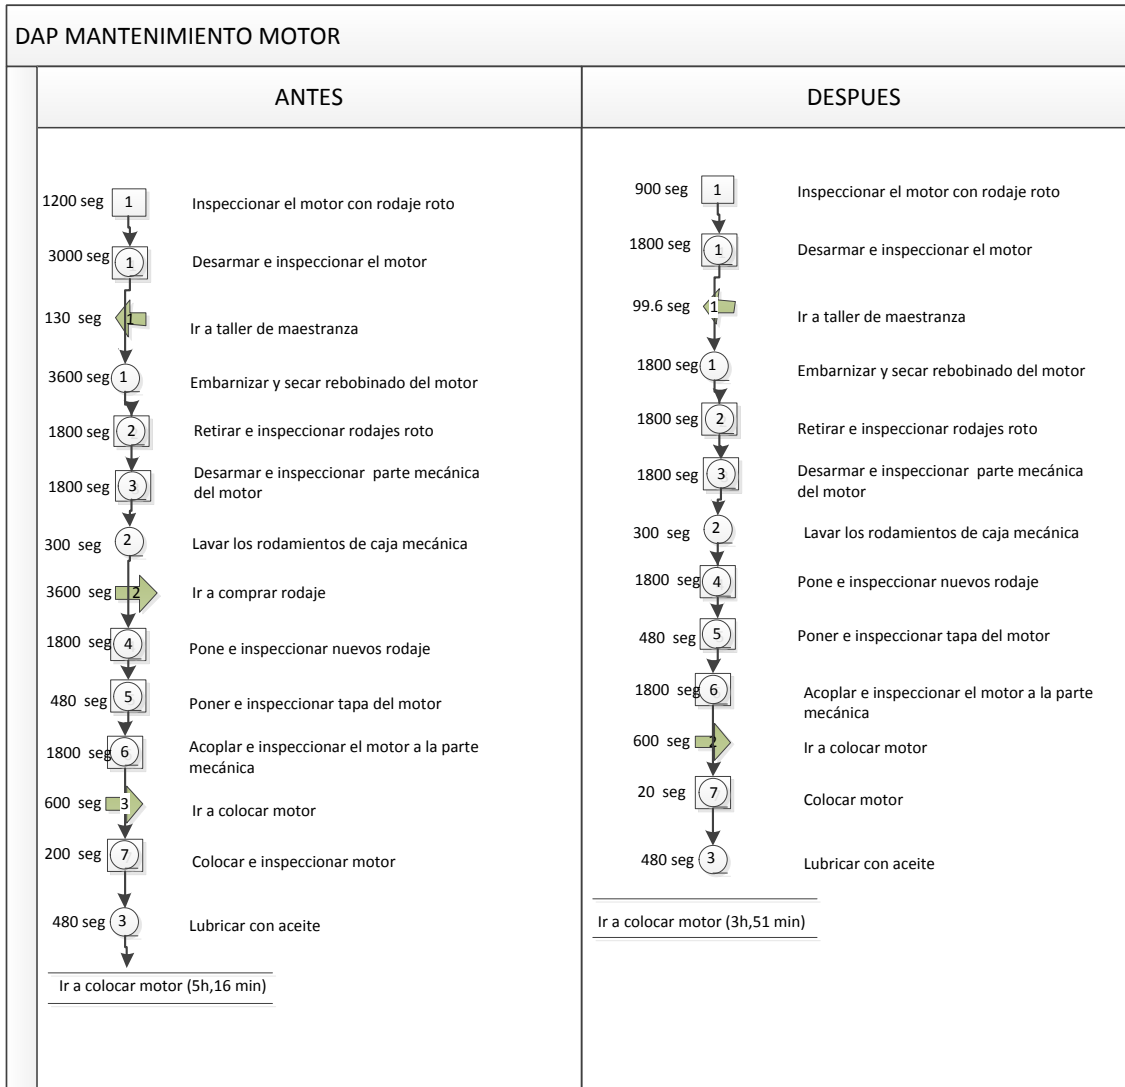 DAP MANTENIMIENTO MOTOR
ANTES
1200 seg 1 Inspeccionar el motor con rodaje roto
3000 seg 1 Desarmar e inspeccionar el motor
130 seg 1 Ir a taller de maestranza
3600 seg 1 Embarnizar y secar rebobinado del motor
1800 seg 2 Retirar e inspeccionar rodajes roto
1800 seg 3 Desarmar e inspeccionar parte mecánica
del motor
300 seg 2 Lavar los rodamientos de caja mecánica
3600 seg 2 Ir a comprar rodaje
1800 seg 4 Pone e inspeccionar nuevos rodaje
480 seg 5 Poner e inspeccionar tapa del motor
1800 seg 6 Acoplar e inspeccionar el motor a la parte
mecánica
600 seg 3 Ir a colocar motor
200 seg 7 Colocar e inspeccionar motor
480 seg 3 Lubricar con aceite
Ir a colocar motor (5h,16 min)
DESPUES
900 seg 1 Inspeccionar el motor con rodaje roto
1800 seg 1 Desarmar e inspeccionar el motor
99.6 seg 1 Ir a taller de maestranza
1800 seg 1 Embarnizar y secar rebobinado del motor
1800 seg 2 Retirar e inspeccionar rodajes roto
1800 seg 3 Desarmar e inspeccionar parte mecánica
del motor
300 seg 2 Lavar los rodamientos de caja mecánica
1800 seg 4 Pone e inspeccionar nuevos rodaje
480 seg 5 Poner e inspeccionar tapa del motor
1800 seg 6 Acoplar e inspeccionar el motor a la parte
mecánica
600 seg 2 Ir a colocar motor
20 seg 7 Colocar motor
480 seg 3 Lubricar con aceite
Ir a colocar motor (3h,51 min)